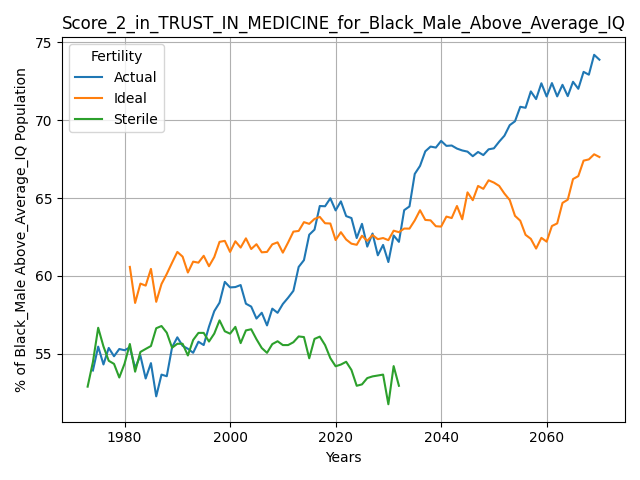 Score_2_in_TRUST_IN_MEDICINE_for_Black_Male_Above_Average_IQ
% of Black_Male Above_Average_IQ Population
75
70
65
60
55
Fertility
Actual
Ideal
Sterile
1980
2000
2020
2040
2060
Years